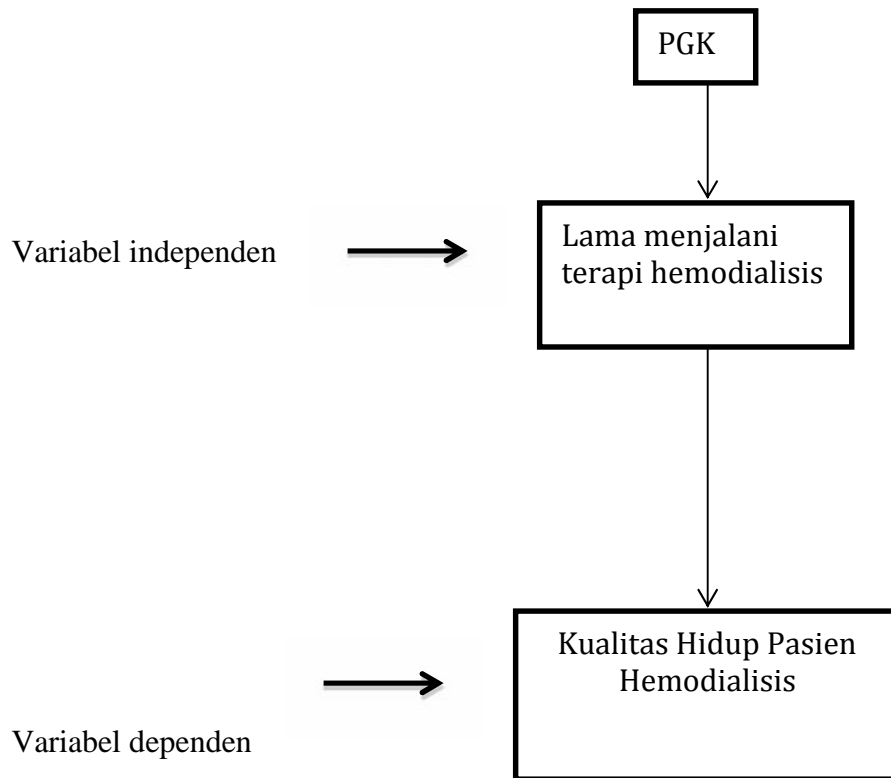 PGK
Variabel independen
Lama menjalani
terapi hemodialisis
Kualitas Hidup Pasien
Hemodialisis
Variabel dependen